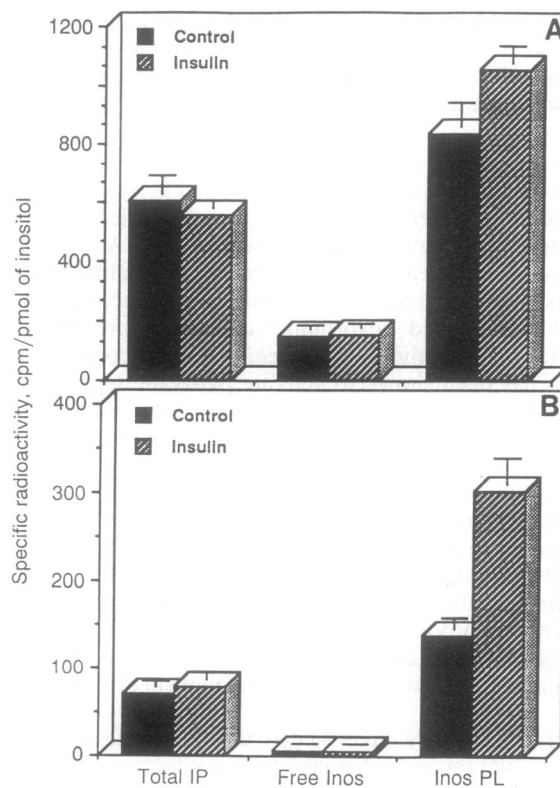 1200
A
Control
Insulin
800
400
0
Specific radioactivity, cpm/pmol of inositol
400
B
Control
Insulin
300
200
100
0
Total IP Free Inos Inos PL